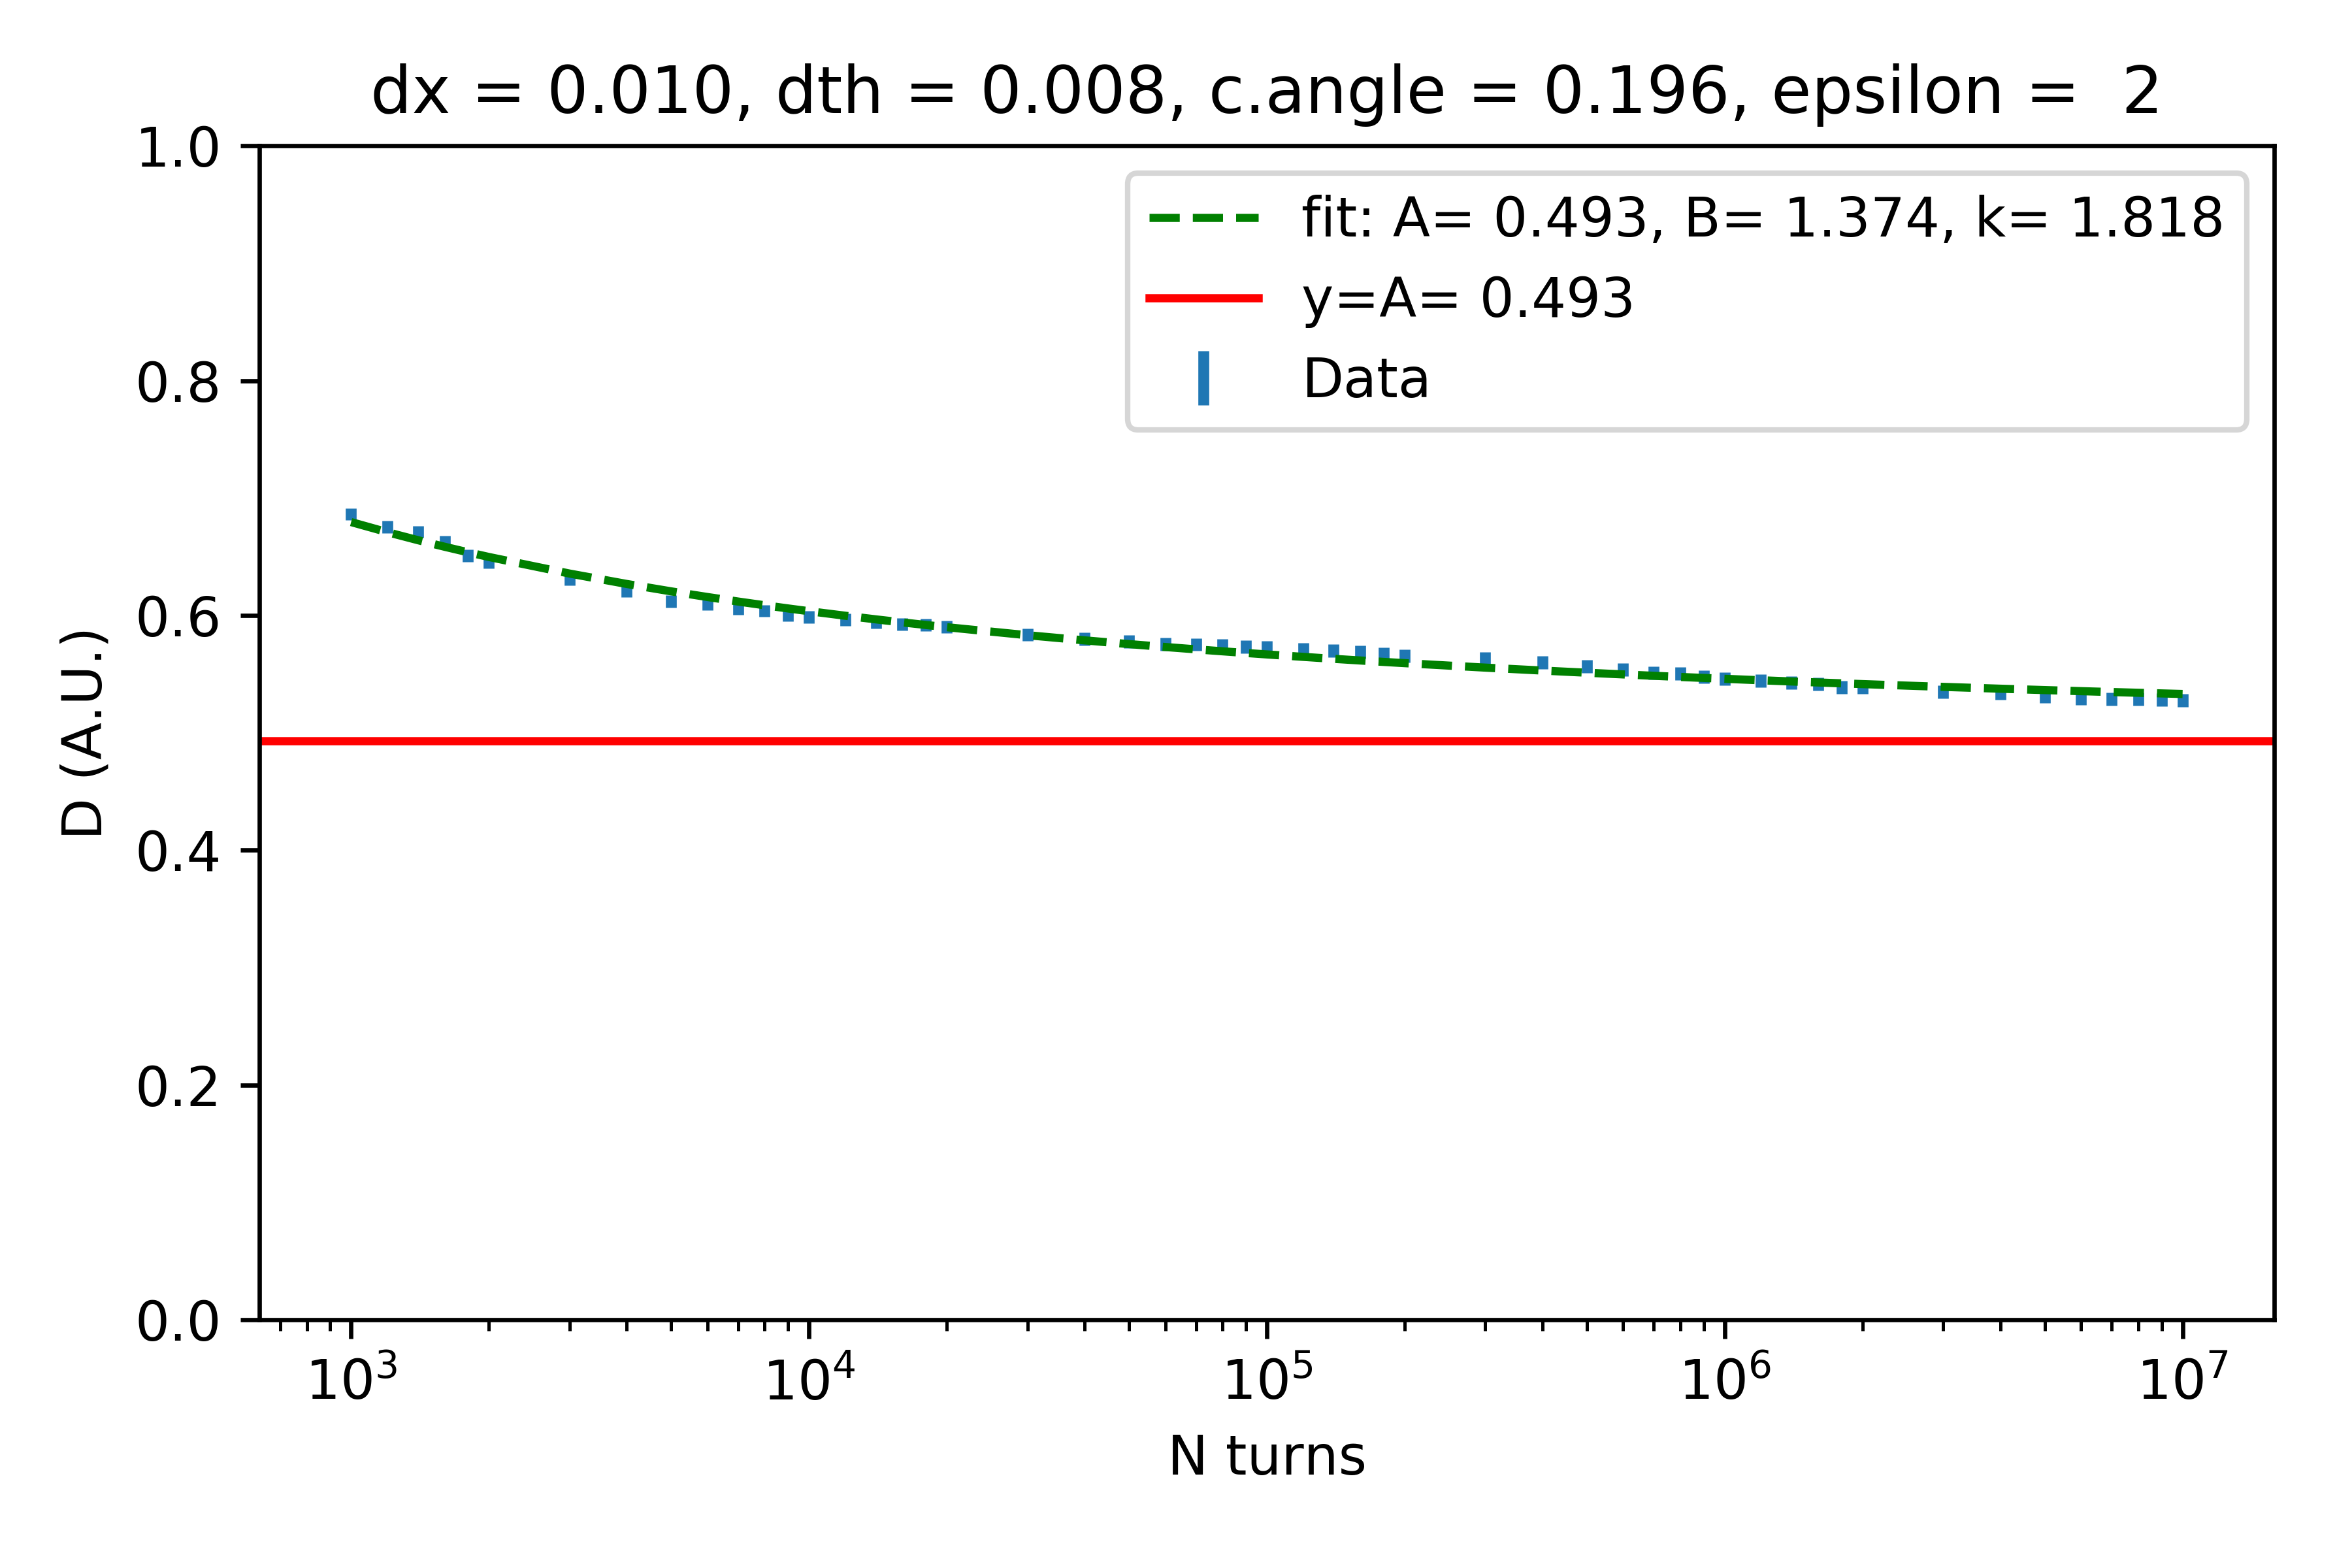 dx = 0.010, dth = 0.008, c.angle = 0.196, epsilon =  2
1.0
0.8
0.6
0.4
0.2
0.0
D (A.U.)
fit: A= 0.493, B= 1.374, k= 1.818
y=A= 0.493
Data
10³ 10⁴ 10⁵ 10⁶ 10⁷
N turns